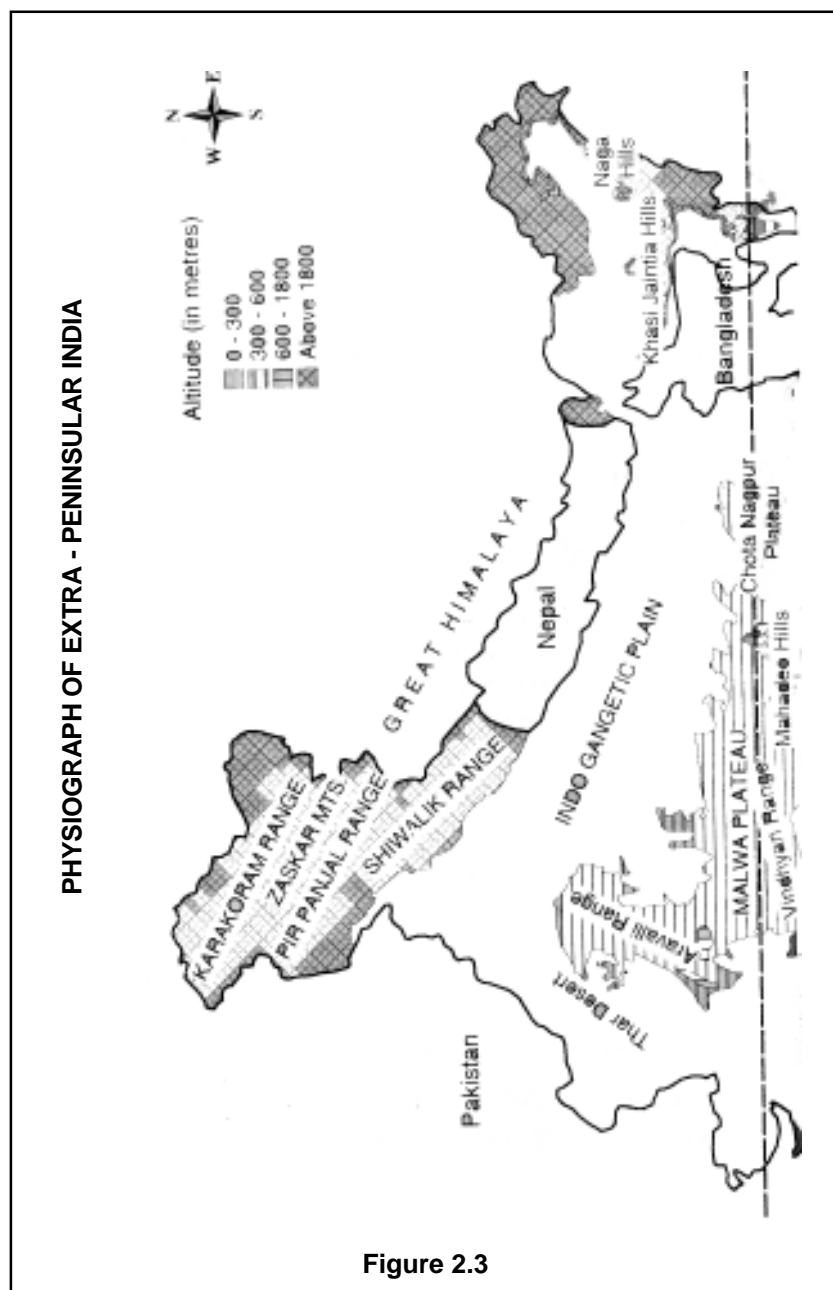 PHYSIOGRAPH OF EXTRA - PENINSULAR INDIA
N
E
W
S
Altitude (in metres)
0 - 300
300 - 600
600 - 1800
Above 1800
KARAKORAM RANGE
ZASKAR MTS.
PIR PANJAL RANGE
SHIWALIK RANGE
GREAT HIMALAYA
Nepal
Pakistan
INDO GANGETIC PLAIN
Thar Desert
Aravalli Range
MALWA PLATEAU
Vindhyan Range
Mahadeo Hills
Chota Nagpur
Plateau
Bangladesh
Khasi Jaintia Hills
Naga
Hills
Figure 2.3